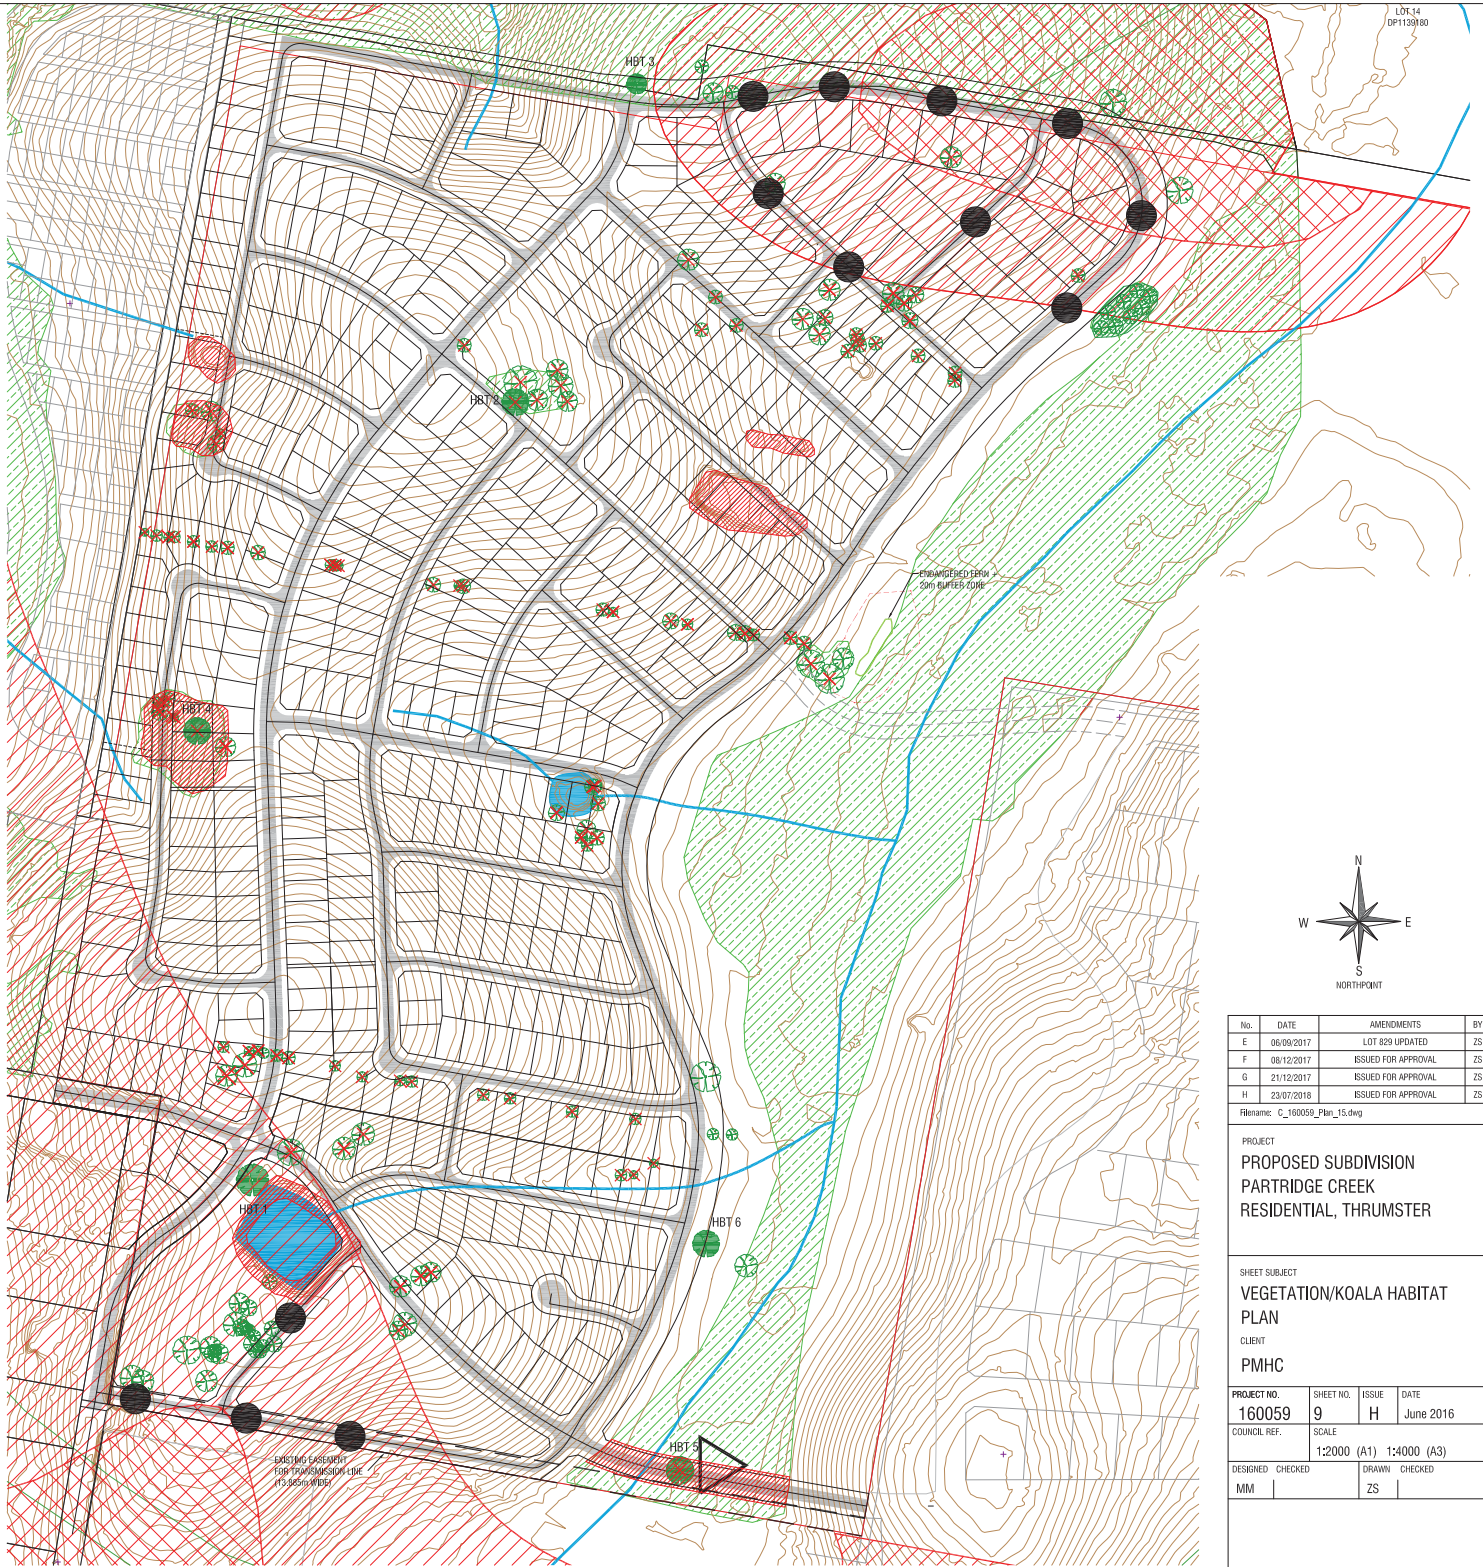 LOT 14
DP1139180
HBT 3
HBT 2
ENDANGERED FERN +
20m BUFFER ZONE
HBT 4
HBT 1
HBT 6
HBT 5
EXISTING EASEMENT
FOR TRANSMISSION LINE
(13.885m WIDE)
N
W E
S
NORTHPOINT
No. DATE AMENDMENTS BY
E 06/09/2017 LOT 829 UPDATED ZS
F 08/12/2017 ISSUED FOR APPROVAL ZS
G 21/12/2017 ISSUED FOR APPROVAL ZS
H 23/07/2018 ISSUED FOR APPROVAL ZS
Filename: C_160059_Plan_15.dwg
PROJECT
PROPOSED SUBDIVISION
PARTRIDGE CREEK
RESIDENTIAL, THRUMSTER
SHEET SUBJECT
VEGETATION/KOALA HABITAT
PLAN
CLIENT
PMHC
PROJECT NO. SHEET NO. ISSUE DATE
160059 9 H June 2016
COUNCIL REF. SCALE
1:2000 (A1) 1:4000 (A3)
DESIGNED CHECKED DRAWN CHECKED
MM ZS